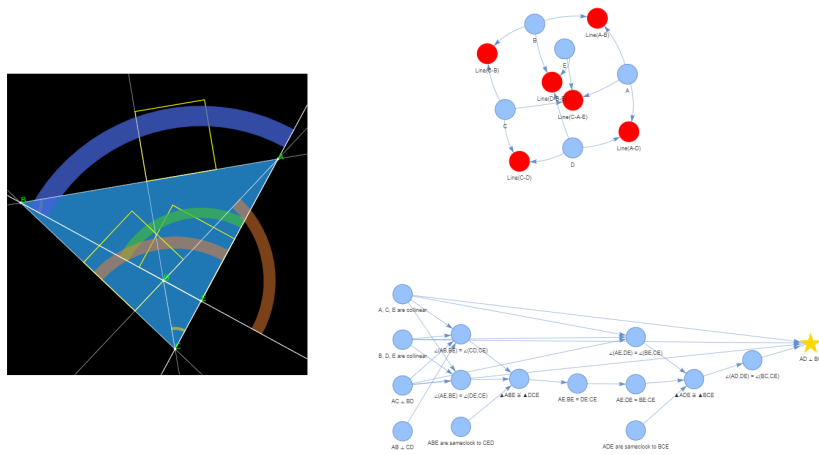 Line(A-B)
B
E
Line(C-B)
A
Line(C-A-E)
C
Line(A-D)
D
Line(C-D)
A
B
E
A, C, E are collinear
B, D, E are collinear
∠(AB,BE) = ∠(CD,CE)
∠(AE,DE) = ∠(BE,CE)
AD ⊥ BC
∠(AD,DE) = ∠(BC,CE)
AC ⊥ BD
∠(AE,BE) = ∠(DE,CE)
▲ABE ≅ ▲DCE
AE:BE = DE:CE
AE:DE = BE:CE
▲ADE ≅ ▲BCE
AB ⊥ CD
ABE are sameclock to CED
ADE are sameclock to BCE